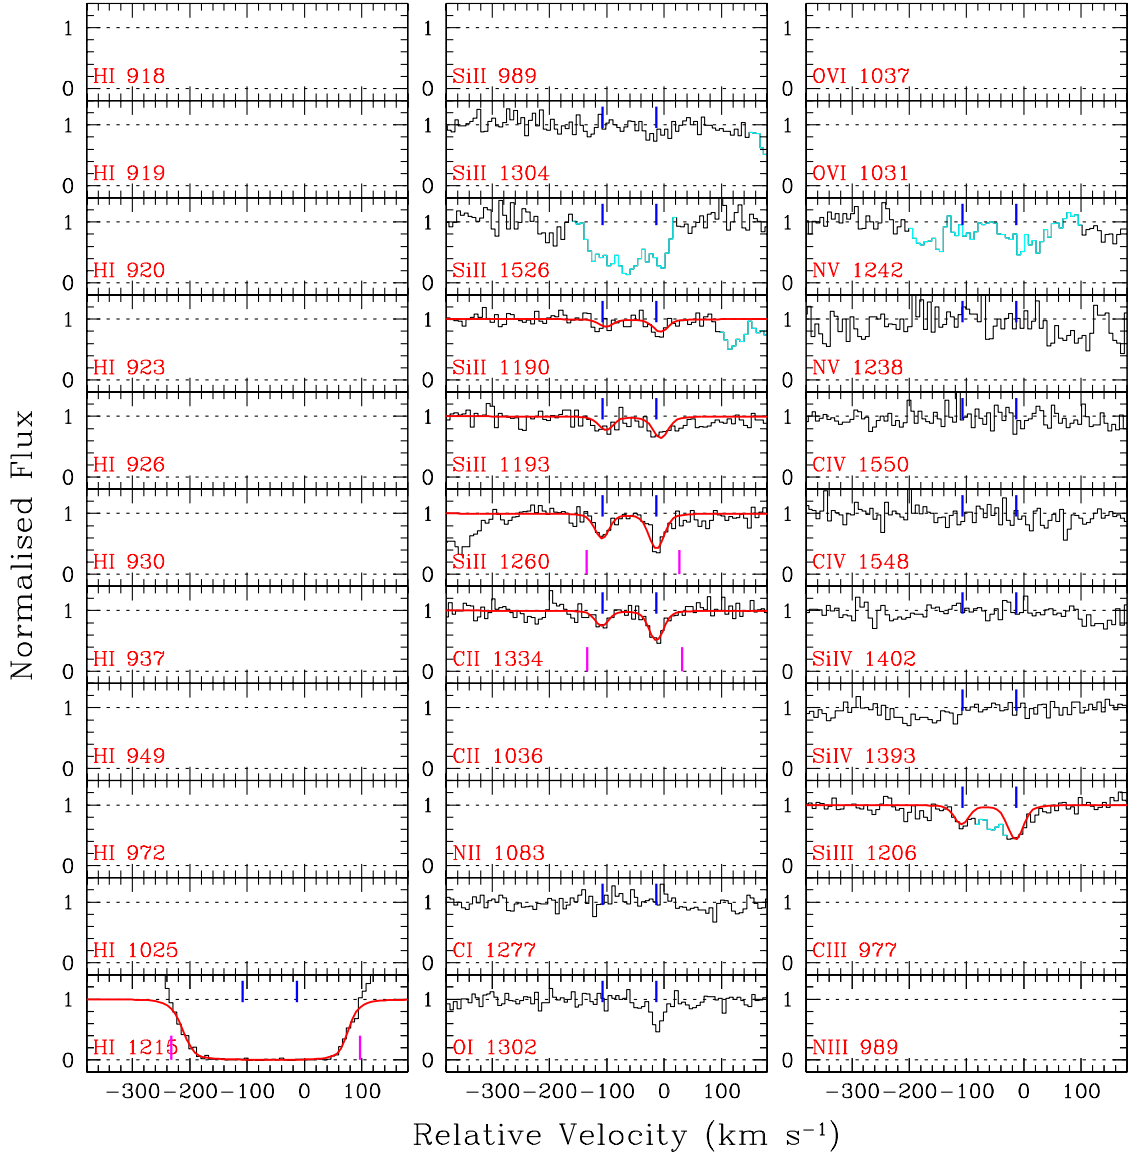 Normalised Flux
1
0
HI 918
1
0
HI 919
1
0
HI 920
1
0
HI 923
1
0
HI 926
1
0
HI 930
1
0
HI 937
1
0
HI 949
1
0
HI 972
1
0
HI 1025
1
0
HI 1215
-300 -200 -100 0 100
1
0
SiII 989
1
0
SiII 1304
1
0
SiII 1526
1
0
SiII 1190
1
0
SiII 1193
1
0
SiII 1260
1
0
CII 1334
1
0
CII 1036
1
0
NII 1083
1
0
CI 1277
1
0
OI 1302
-300 -200 -100 0 100
1
0
OVI 1037
1
0
OVI 1031
1
0
NV 1242
1
0
NV 1238
1
0
CIV 1550
1
0
CIV 1548
1
0
SiIV 1402
1
0
SiIV 1393
1
0
SiIII 1206
1
0
CIII 977
1
0
NIII 989
-300 -200 -100 0 100
Relative Velocity (km s⁻¹)